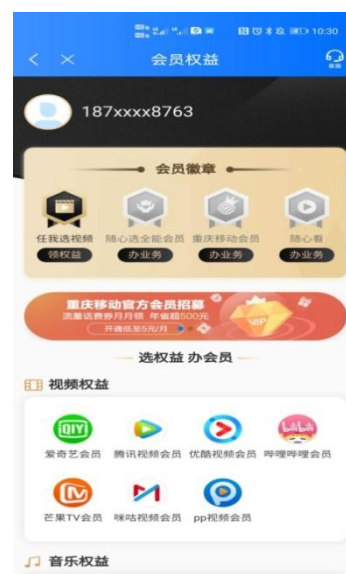 10:30
会员权益
客服
187xxxx8763
会员徽章
任我选视频 随心选全能会员 重庆移动会员 随心看
领权益 办业务 办业务 办业务
重庆移动官方会员招募
流量话费券月月领 年省超500元
开通低至5元/月
VIP
选权益 办会员
视频权益
QIY
bilibili
爱奇艺会员 腾讯视频会员 优酷视频会员 哔哩哔哩会员
芒果TV会员 咪咕视频会员 pp视频会员
音乐权益